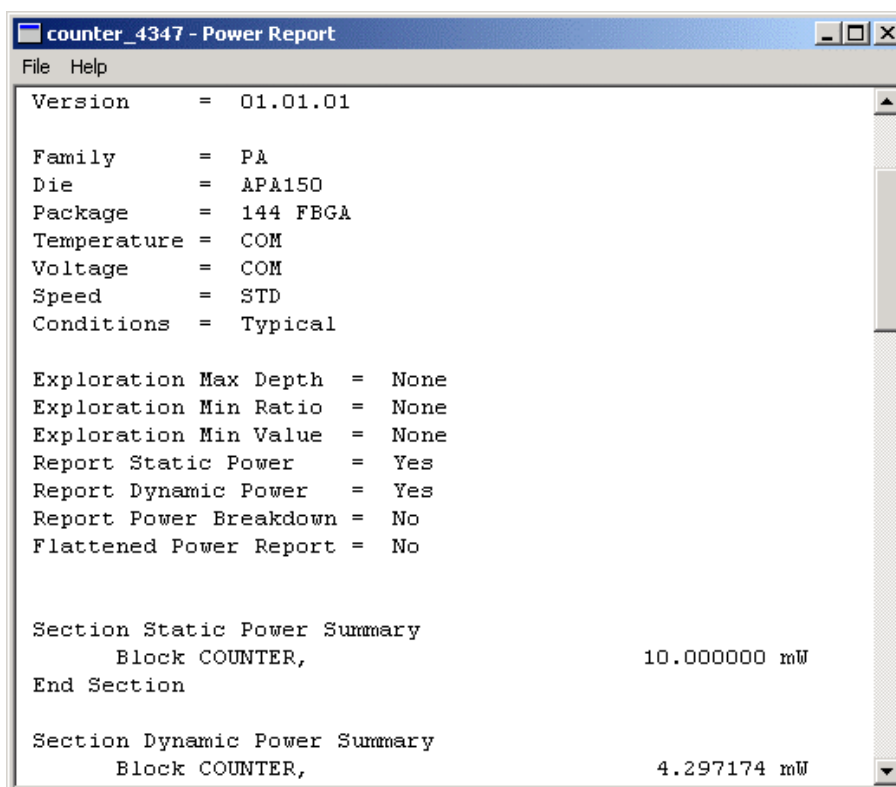 counter_4347 - Power Report
File Help
Version = 01.01.01
Family = PA
Die = APA150
Package = 144 FBGA
Temperature = COM
Voltage = COM
Speed = STD
Conditions = Typical
Exploration Max Depth = None
Exploration Min Ratio = None
Exploration Min Value = None
Report Static Power = Yes
Report Dynamic Power = Yes
Report Power Breakdown = No
Flattened Power Report = No
Section Static Power Summary
Block COUNTER, 10.000000 mW
End Section
Section Dynamic Power Summary
Block COUNTER, 4.297174 mW